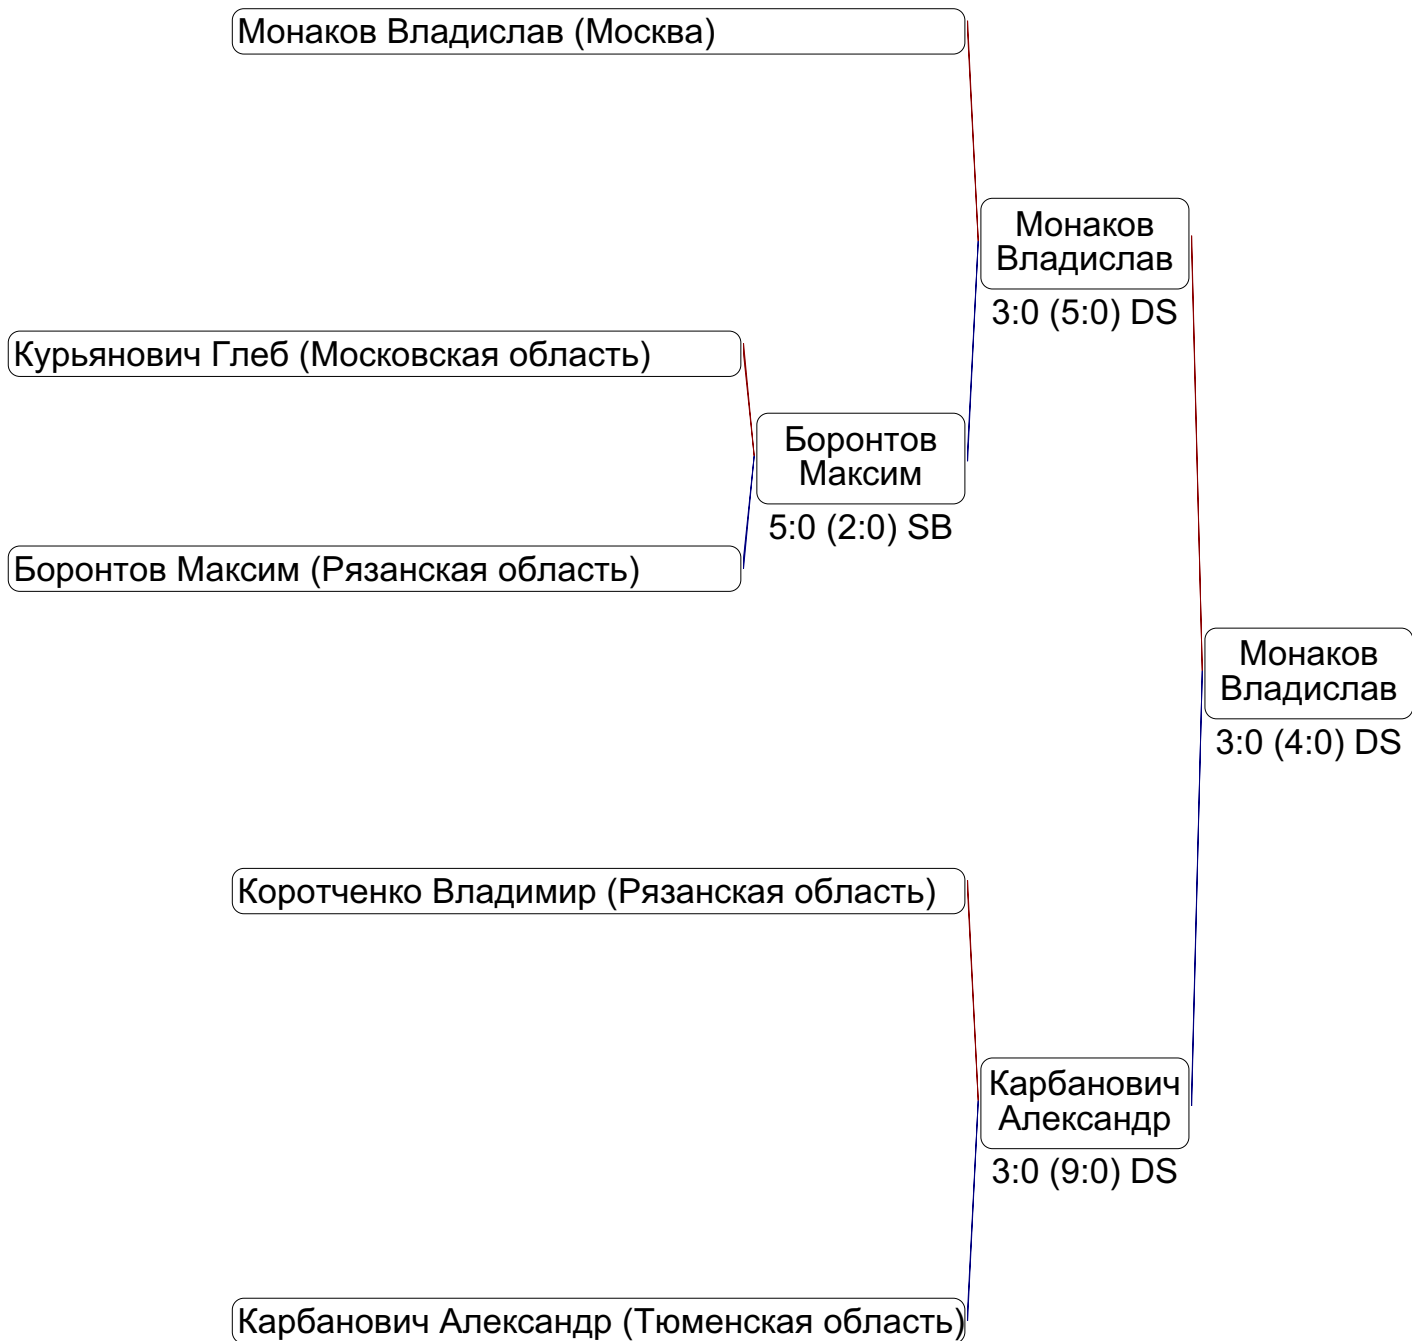 Монаков Владислав (Москва)
Монаков
Владислав
3:0 (5:0) DS
Курьянович Глеб (Московская область)
Боронтов
Максим
5:0 (2:0) SB
Боронтов Максим (Рязанская область)
Монаков
Владислав
3:0 (4:0) DS
Коротченко Владимир (Рязанская область)
Карбанович
Александр
3:0 (9:0) DS
Карбанович Александр (Тюменская область)